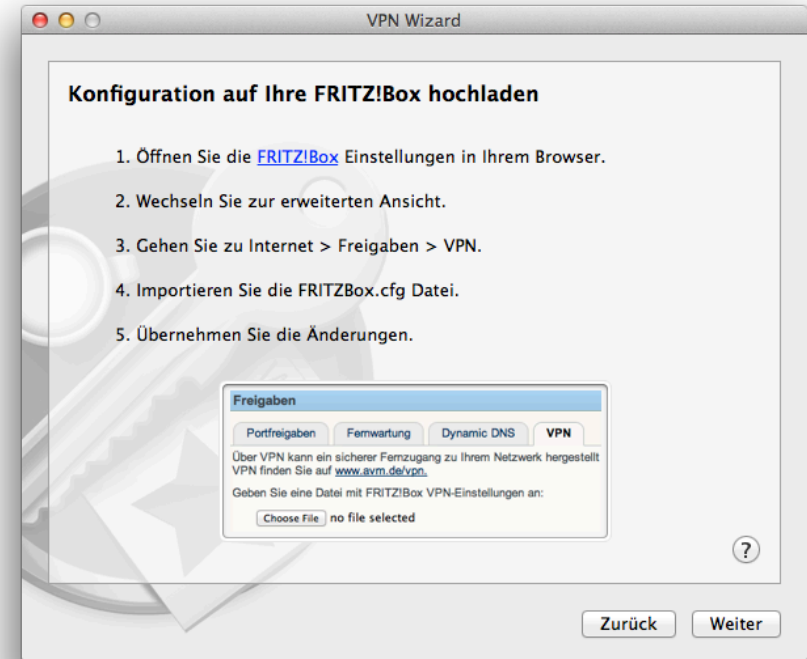 VPN Wizard
Konfiguration auf Ihre FRITZ!Box hochladen
1. Öffnen Sie die FRITZ!Box Einstellungen in Ihrem Browser.
2. Wechseln Sie zur erweiterten Ansicht.
3. Gehen Sie zu Internet > Freigaben > VPN.
4. Importieren Sie die FRITZBox.cfg Datei.
5. Übernehmen Sie die Änderungen.
Freigaben
Portfreigaben Fernwartung Dynamic DNS VPN
Über VPN kann ein sicherer Fernzugang zu Ihrem Netzwerk hergestellt
VPN finden Sie auf www.avm.de/vpn.
Geben Sie eine Datei mit FRITZ!Box VPN-Einstellungen an:
Choose File no file selected
?
Zurück Weiter